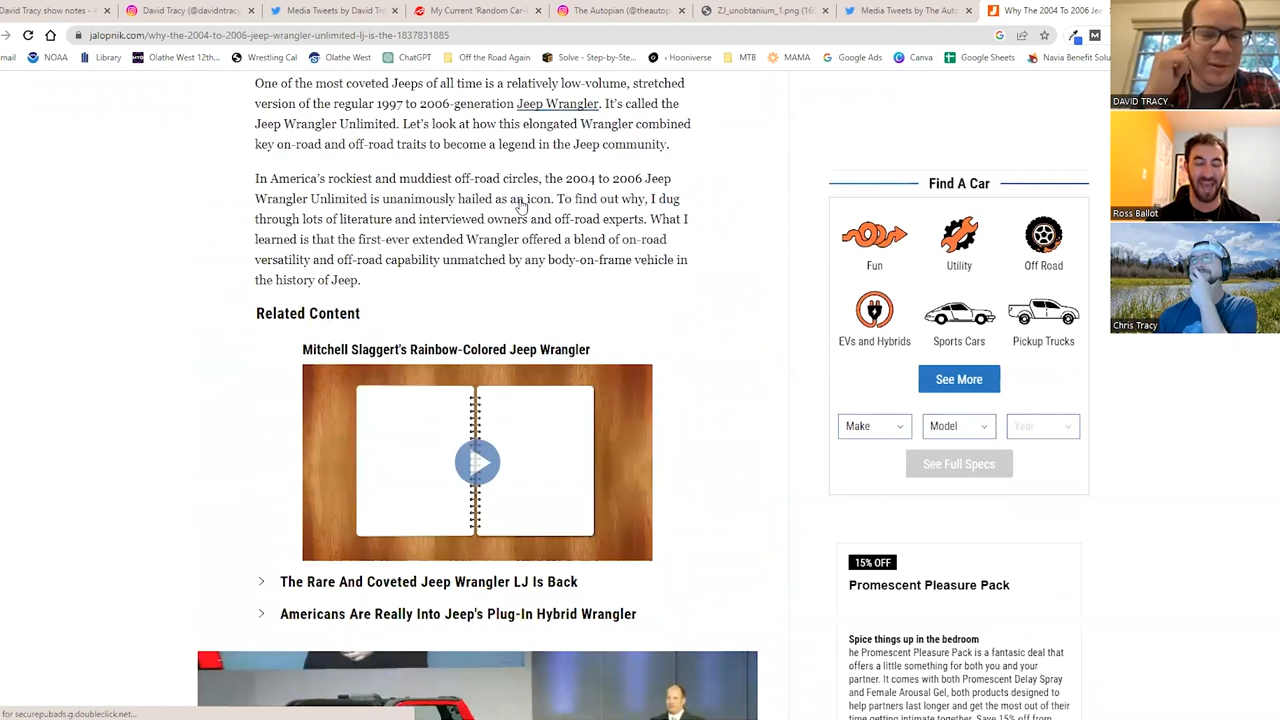 David Tracy show notes - 4
David Tracy (@davidntracy
Media Tweets by David Tra
My Current 'Random Car-
The Autopian (@theautop
ZJ_unobtanium_1.png (16
Media Tweets by The Auto
Why The 2004 To 2006 Jee
jalopnik.com/why-the-2004-to-2006-jeep-wrangler-unlimited-lj-is-the-1837831885
mail NOAA Library Olathe West 12th... Wrestling Cal Olathe West ChatGPT Off the Road Again Solve - Step-by-Ste... ‹ Hooniverse MTB MAMA Google Ads Canva Google Sheets Navia Benefit Solu
One of the most coveted Jeeps of all time is a relatively low-volume, stretched
version of the regular 1997 to 2006-generation Jeep Wrangler. It's called the
Jeep Wrangler Unlimited. Let's look at how this elongated Wrangler combined
key on-road and off-road traits to become a legend in the Jeep community.
In America's rockiest and muddiest off-road circles, the 2004 to 2006 Jeep
Wrangler Unlimited is unanimously hailed as an icon. To find out why, I dug
through lots of literature and interviewed owners and off-road experts. What I
learned is that the first-ever extended Wrangler offered a blend of on-road
versatility and off-road capability unmatched by any body-on-frame vehicle in
the history of Jeep.
Related Content
Mitchell Slaggert's Rainbow-Colored Jeep Wrangler
The Rare And Coveted Jeep Wrangler LJ Is Back
Americans Are Really Into Jeep's Plug-In Hybrid Wrangler
for securepubads.g.doubleclick.net...
Find A Car
Fun Utility Off Road
EVs and Hybrids Sports Cars Pickup Trucks
See More
Make Model Year
See Full Specs
15% OFF
Promescent Pleasure Pack
Spice things up in the bedroom
he Promescent Pleasure Pack is a fantastic deal that
offers a little something for both you and your
partner. It comes with both Promescent Delay Spray
and Female Arousal Gel, both products designed to
help partners last longer and get the most out of their
time getting intimate together. Save 15% off from
DAVID TRACY
Ross Ballot
Chris Tracy